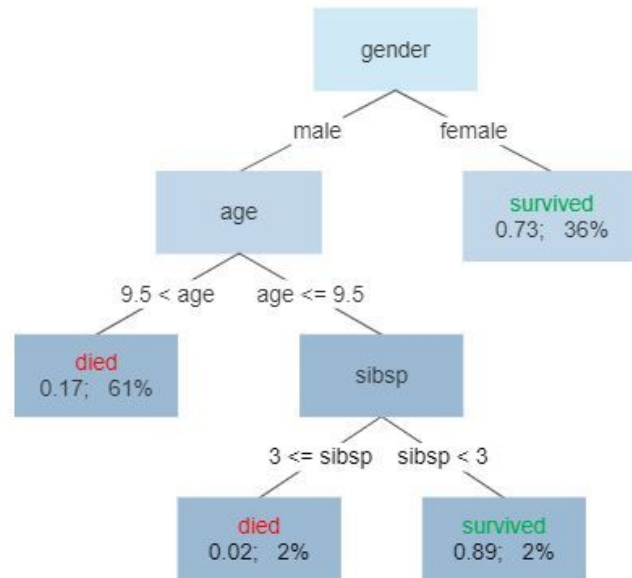 gender
male
female
age
survived
0.73; 36%
9.5 < age
age <= 9.5
died
0.17; 61%
sibsp
3 <= sibsp
sibsp < 3
died
0.02; 2%
survived
0.89; 2%